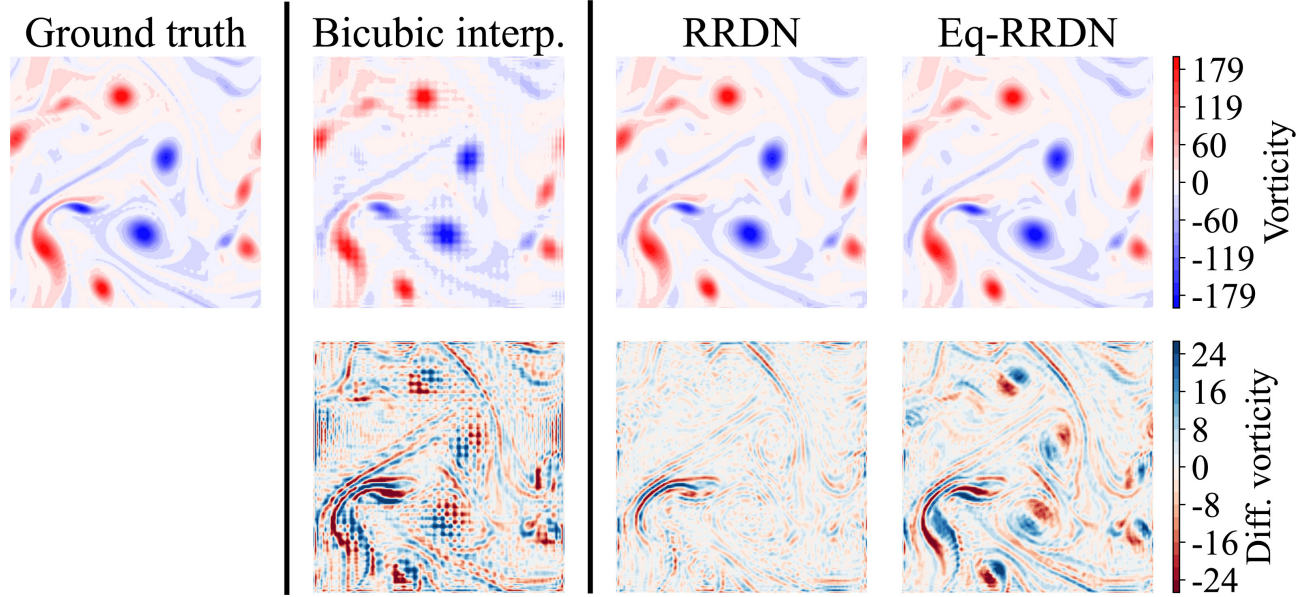 Ground truth
Bicubic interp.
RRDN
Eq-RRDN
179
119
60
0
-60
-119
-179
Vorticity
24
16
8
0
-8
-16
-24
Diff. vorticity